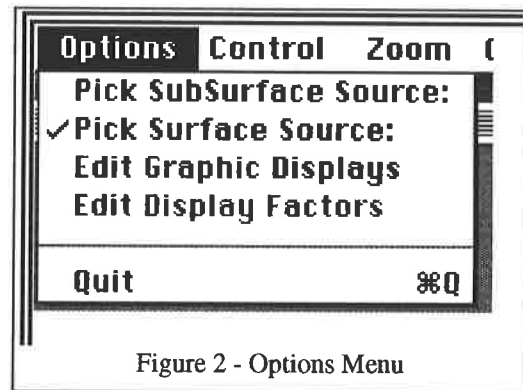 Options Control Zoom
Pick SubSurface Source:
✓Pick Surface Source:
Edit Graphic Displays
Edit Display Factors
Quit ⌘Q
Figure 2 - Options Menu